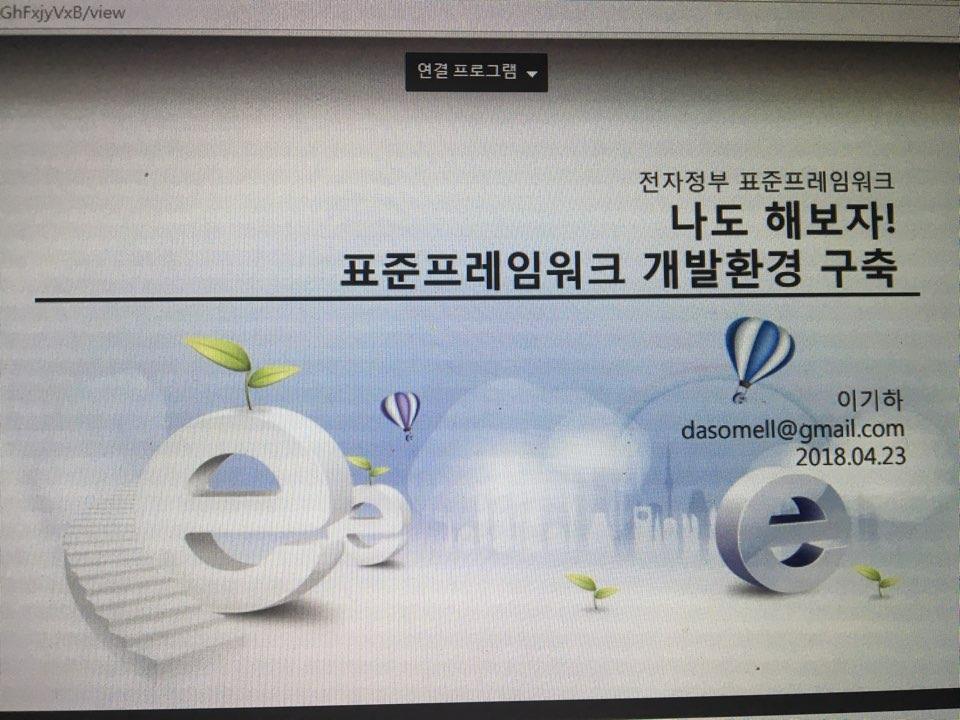 GhFxjyVxB/view
연결 프로그램
전자정부 표준프레임워크
나도 해보자!
표준프레임워크 개발환경 구축
이기하
dasomell@gmail.com
2018.04.23
e
e
e